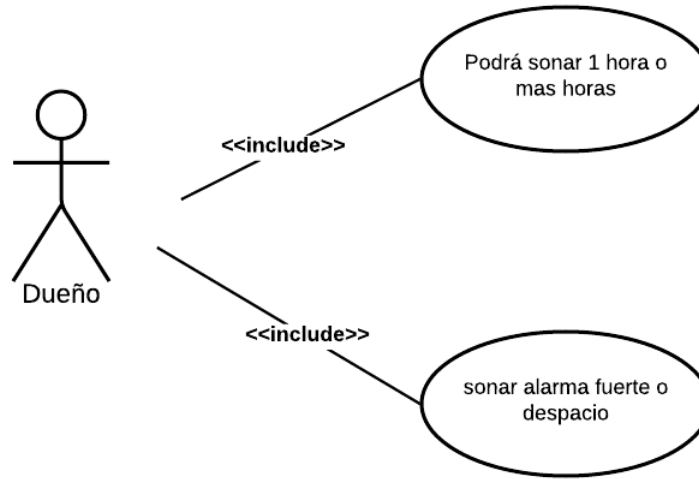 Podrá sonar 1 hora o
mas horas
<<include>>
Dueño
<<include>>
sonar alarma fuerte o
despacio